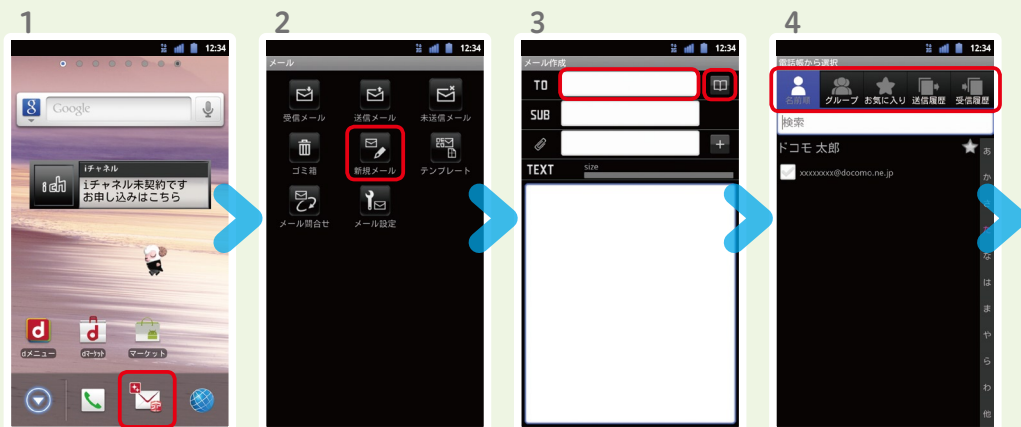 1
12:34
Google
iチャネル
iチャネル未契約です
お申し込みはこちら
dメニュー
dマーケット
マーケット
2
12:34
メール
受信メール
送信メール
未送信メール
ゴミ箱
新規メール
テンプレート
メール問合せ
メール設定
3
12:34
メール作成
TO
SUB
TEXT
size
4
12:34
電話帳から選択
名前順
グループ
お気に入り
送信履歴
受信履歴
検索
ドコモ 太郎
xxxxxxxx@docomo.ne.jp
あ
か
さ
た
な
は
ま
や
ら
わ
他